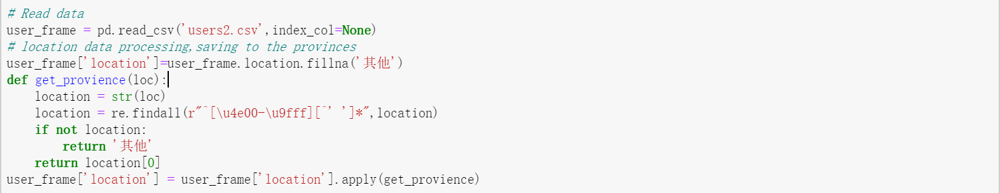 # Read data
user_frame = pd.read_csv('users2.csv',index_col=None)
# location data processing,saving to the provinces
user_frame['location']=user_frame.location.fillna('其他')
def get_provience(loc):
    location = str(loc)
    location = re.findall(r"^[\u4e00-\u9fff][^' ']*",location)
    if not location:
        return '其他'
    return location[0]
user_frame['location'] = user_frame['location'].apply(get_provience)